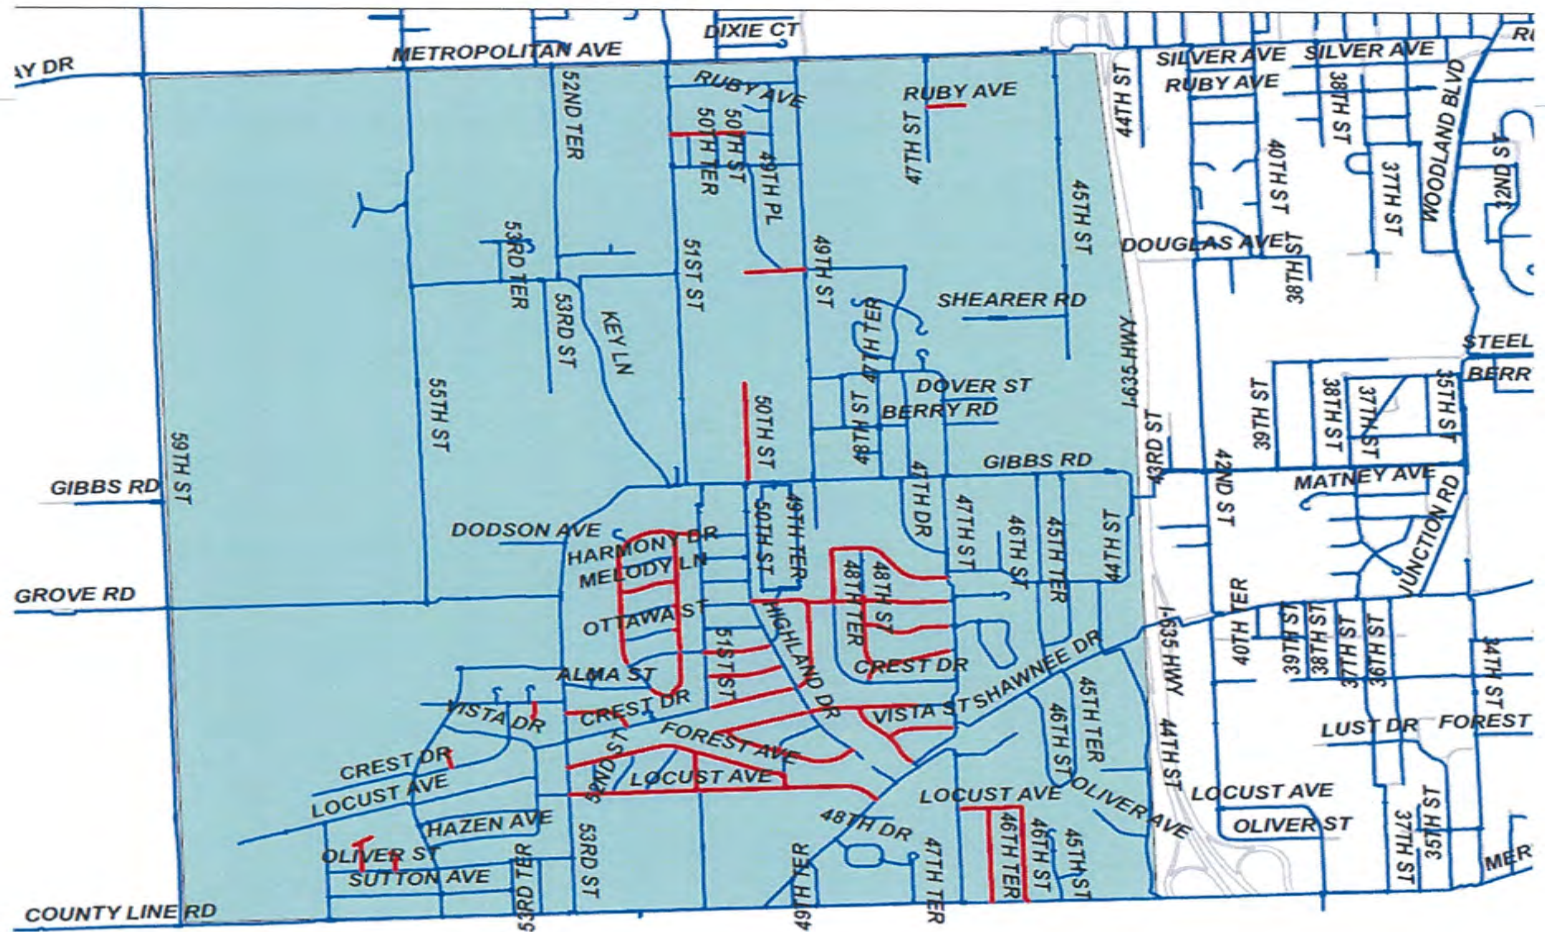 DIXIE CT
METROPOLITAN AVE
SILVER AVE
SILVER AVE
AY DR
RUBY AVE
RUBY AVE
RUBY AVE
52ND TER
50TH TER
50TH ST
49TH PL
47TH ST
45TH ST
44TH ST
40TH ST
38TH ST
37TH ST
WOODLAND BLVD
32ND ST
53RD TER
51ST ST
49TH ST
DOUGLAS AVE
38TH ST
SHEARER RD
53RD ST
KEY LN
47TH TER
I-635 HWY
STEEL
BERR
55TH ST
50TH ST
48TH ST
DOVER ST
BERRY RD
43RD ST
39TH ST
38TH ST
37TH ST
35TH ST
59TH ST
GIBBS RD
GIBBS RD
42ND ST
MATNEY AVE
JUNCTION RD
DODSON AVE
HARMONY DR
MELODY LN
50TH ST
49TH TER
47TH DR
47TH ST
46TH ST
45TH TER
44TH ST
GROVE RD
OTTAWA ST
48TH TER
48TH ST
HIGHLAND DR
51ST ST
ALMA ST
CREST DR
SHAWNEE DR
I-635 HWY
40TH TER
39TH ST
38TH ST
37TH ST
36TH ST
34TH ST
CREST DR
VISTA DR
VISTA ST
46TH ST
45TH TER
44TH ST
LUST DR
FOREST
FOREST AVE
52ND ST
CREST DR
LOCUST AVE
LOCUST AVE
LOCUST AVE
OLIVER AVE
LOCUST AVE
HAZEN AVE
48TH DR
OLIVER ST
OLIVER ST
SUTTON AVE
53RD TER
53RD ST
49TH TER
47TH TER
46TH TER
46TH ST
45TH ST
37TH ST
35TH ST
MER
COUNTY LINE RD